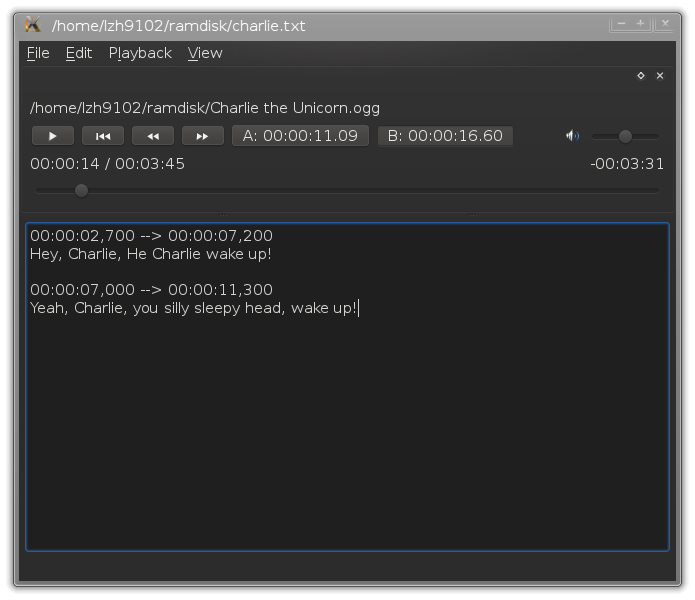 /home/lzh9102/ramdisk/charlie.txt
File Edit Playback View
/home/lzh9102/ramdisk/Charlie the Unicorn.ogg
A: 00:00:11.09 B: 00:00:16.60
00:00:14 / 00:03:45 -00:03:31
00:00:02,700 --> 00:00:07,200
Hey, Charlie, He Charlie wake up!
00:00:07,000 --> 00:00:11,300
Yeah, Charlie, you silly sleepy head, wake up!